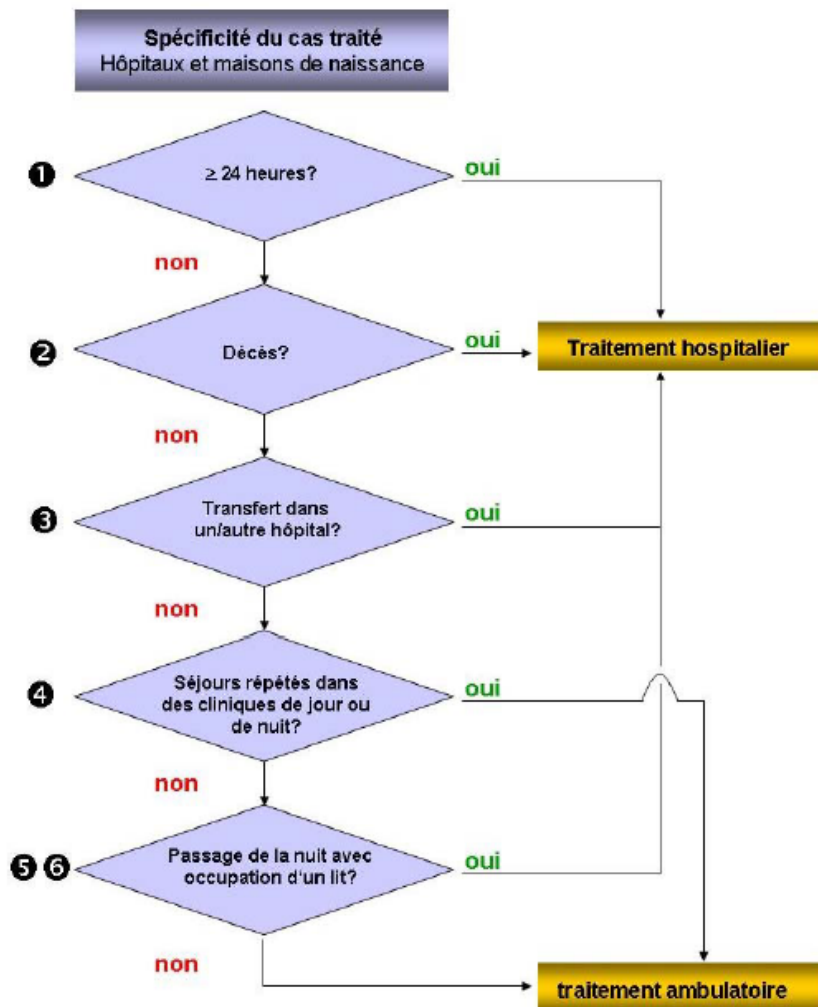 Spécificité du cas traité
Hôpitaux et maisons de naissance
❶
≥ 24 heures?
oui
non
❷
Décès?
oui
Traitement hospitalier
non
❸
Transfert dans
un/autre hôpital?
oui
non
❹
Séjours répétés dans
des cliniques de jour ou
de nuit?
oui
non
❺ ❻
Passage de la nuit avec
occupation d'un lit?
oui
non
traitement ambulatoire